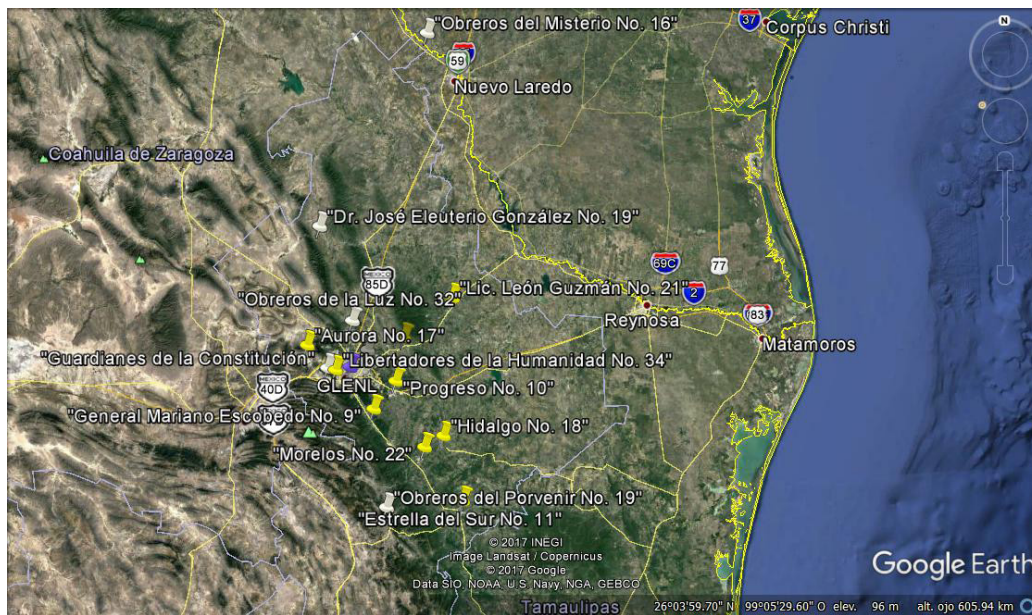 "Obreros del Misterio No. 16"
37
Corpus Christi
N
59
Nuevo Laredo
Coahuila de Zaragoza
"Dr. José Eleuterio González No. 19"
MEXICO
85D
69C
77
"Lic. León Guzmán No. 21"
2
"Obreros de la Luz No. 32"
Reynosa
83
"Aurora No. 17"
Matamoros
"Guardianes de la Constitución"
"Libertadores de la Humanidad No. 34"
GLENL
MEXICO
40D
"Progreso No. 10"
"General Mariano Escobedo No. 9"
"Hidalgo No. 18"
"Morelos No. 22"
"Obreros del Porvenir No. 19"
"Estrella del Sur No. 11"
© 2017 INEGI
Image Landsat / Copernicus
© 2017 Google
Data SIO, NOAA, U.S. Navy, NGA, GEBCO
Google Earth
Tamaulipas
26°03'59.70" N 99°05'29.60" O elev. 96 m alt. ojo 605.94 km